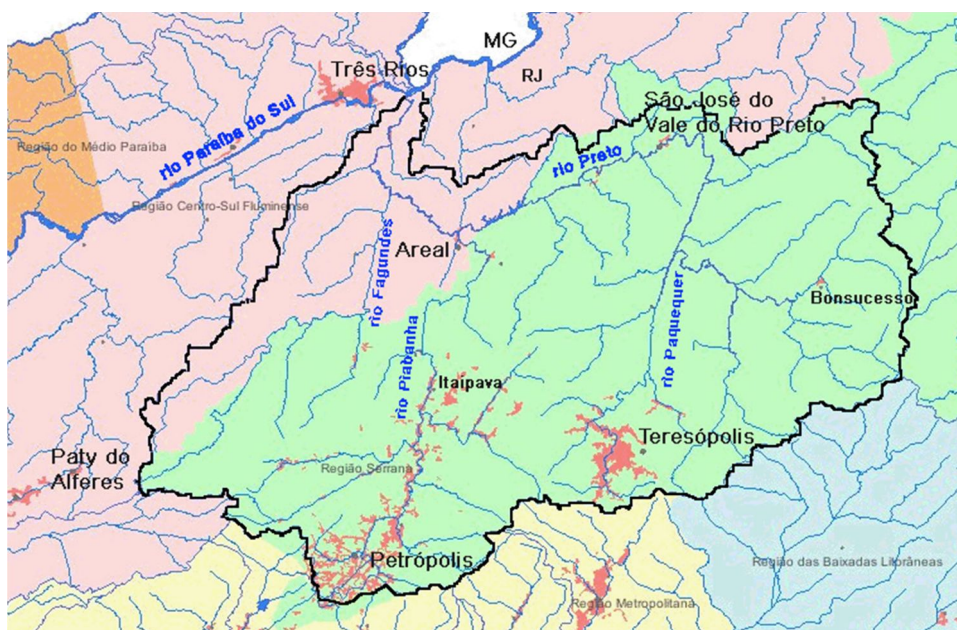 MG
Três Rios
RJ
São José do
Vale do Rio Preto
rio Paraíba do Sul
Região do Médio Paraíba
rio Preto
Região Centro-Sul Fluminense
Areal
rio Fagundes
Bonsucesso
rio Paquequer
rio Piabanha
Itaipava
Teresópolis
Paty do
Alferes
Região Serrana
Petrópolis
Região das Baixadas Litorâneas
Região Metropolitana